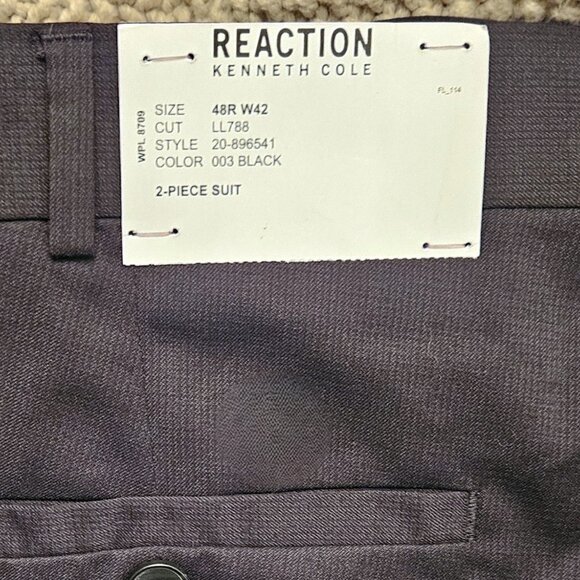 REACTION
KENNETH COLE
FL_114
WPL 8709
SIZE 48R W42
CUT LL788
STYLE 20-896541
COLOR 003 BLACK
2-PIECE SUIT